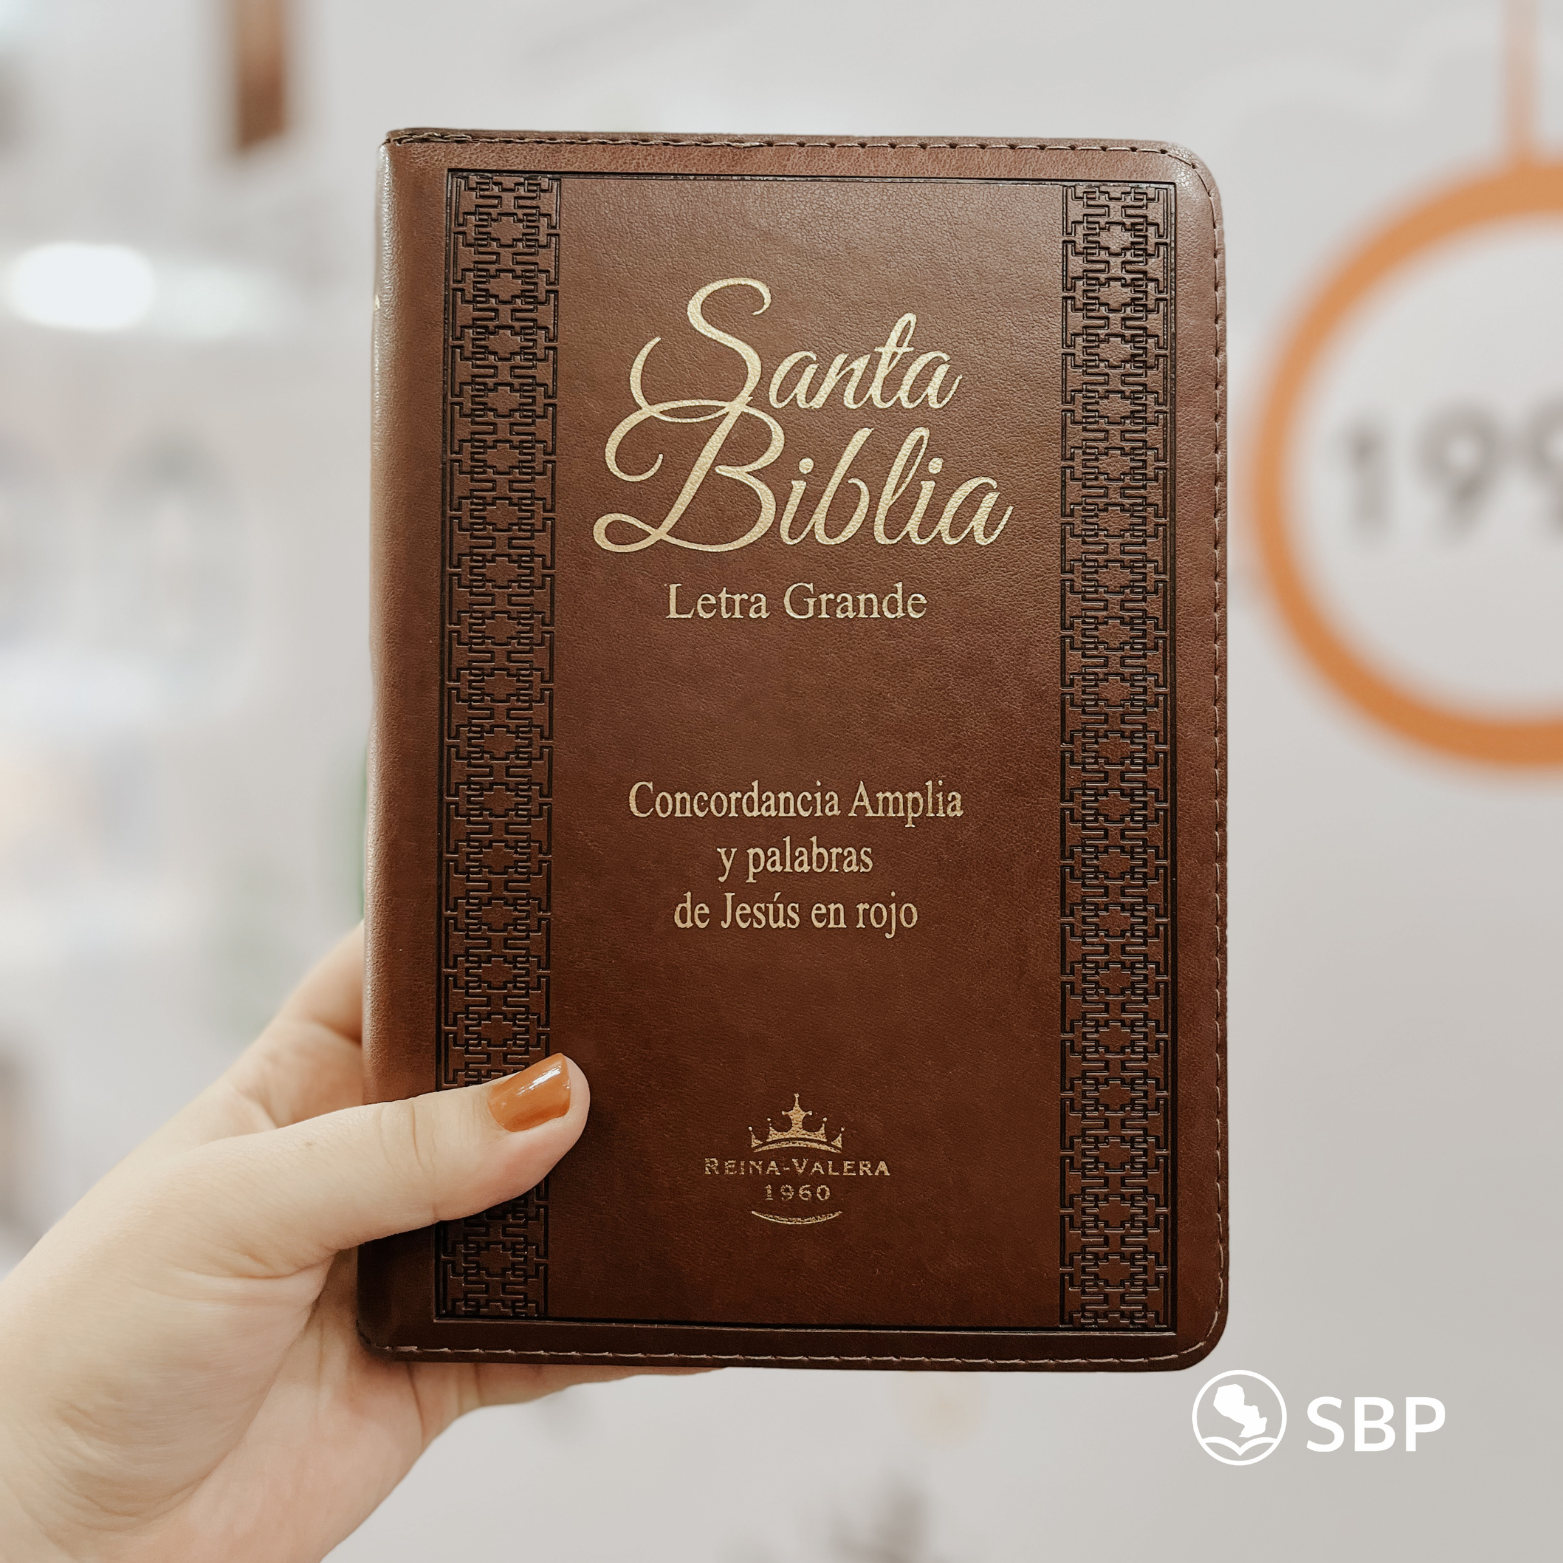 Santa
Biblia
Letra Grande
Concordancia Amplia
y palabras
de Jesús en rojo
REINA-VALERA
1960
SBP